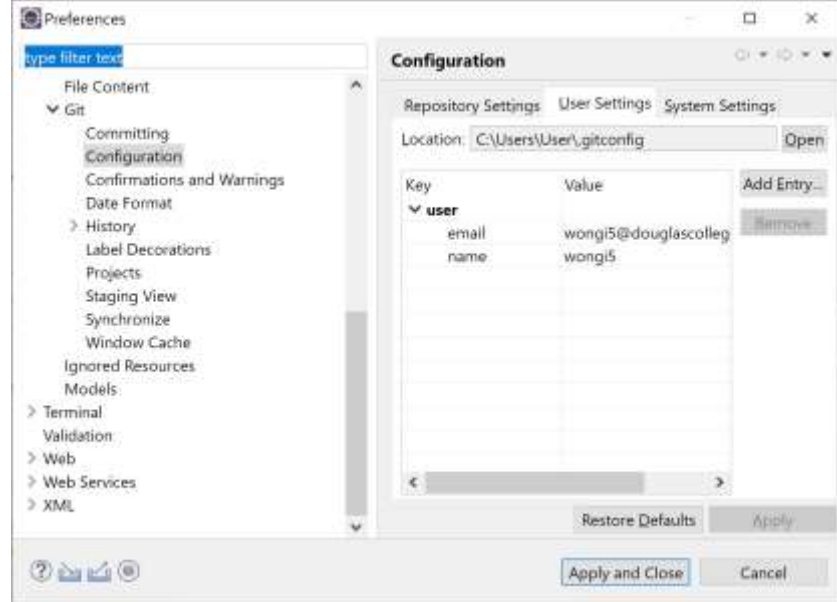 Preferences
type filter text
File Content
Git
Committing
Configuration
Confirmations and Warnings
Date Format
History
Label Decorations
Projects
Staging View
Synchronize
Window Cache
Ignored Resources
Models
Terminal
Validation
Web
Web Services
XML
Configuration
Repository Settings User Settings System Settings
Location: C:\Users\User\.gitconfig Open
Key Value Add Entry...
user Remove
email wongi5@douglascolleg
name wongi5
Restore Defaults Apply
Apply and Close Cancel